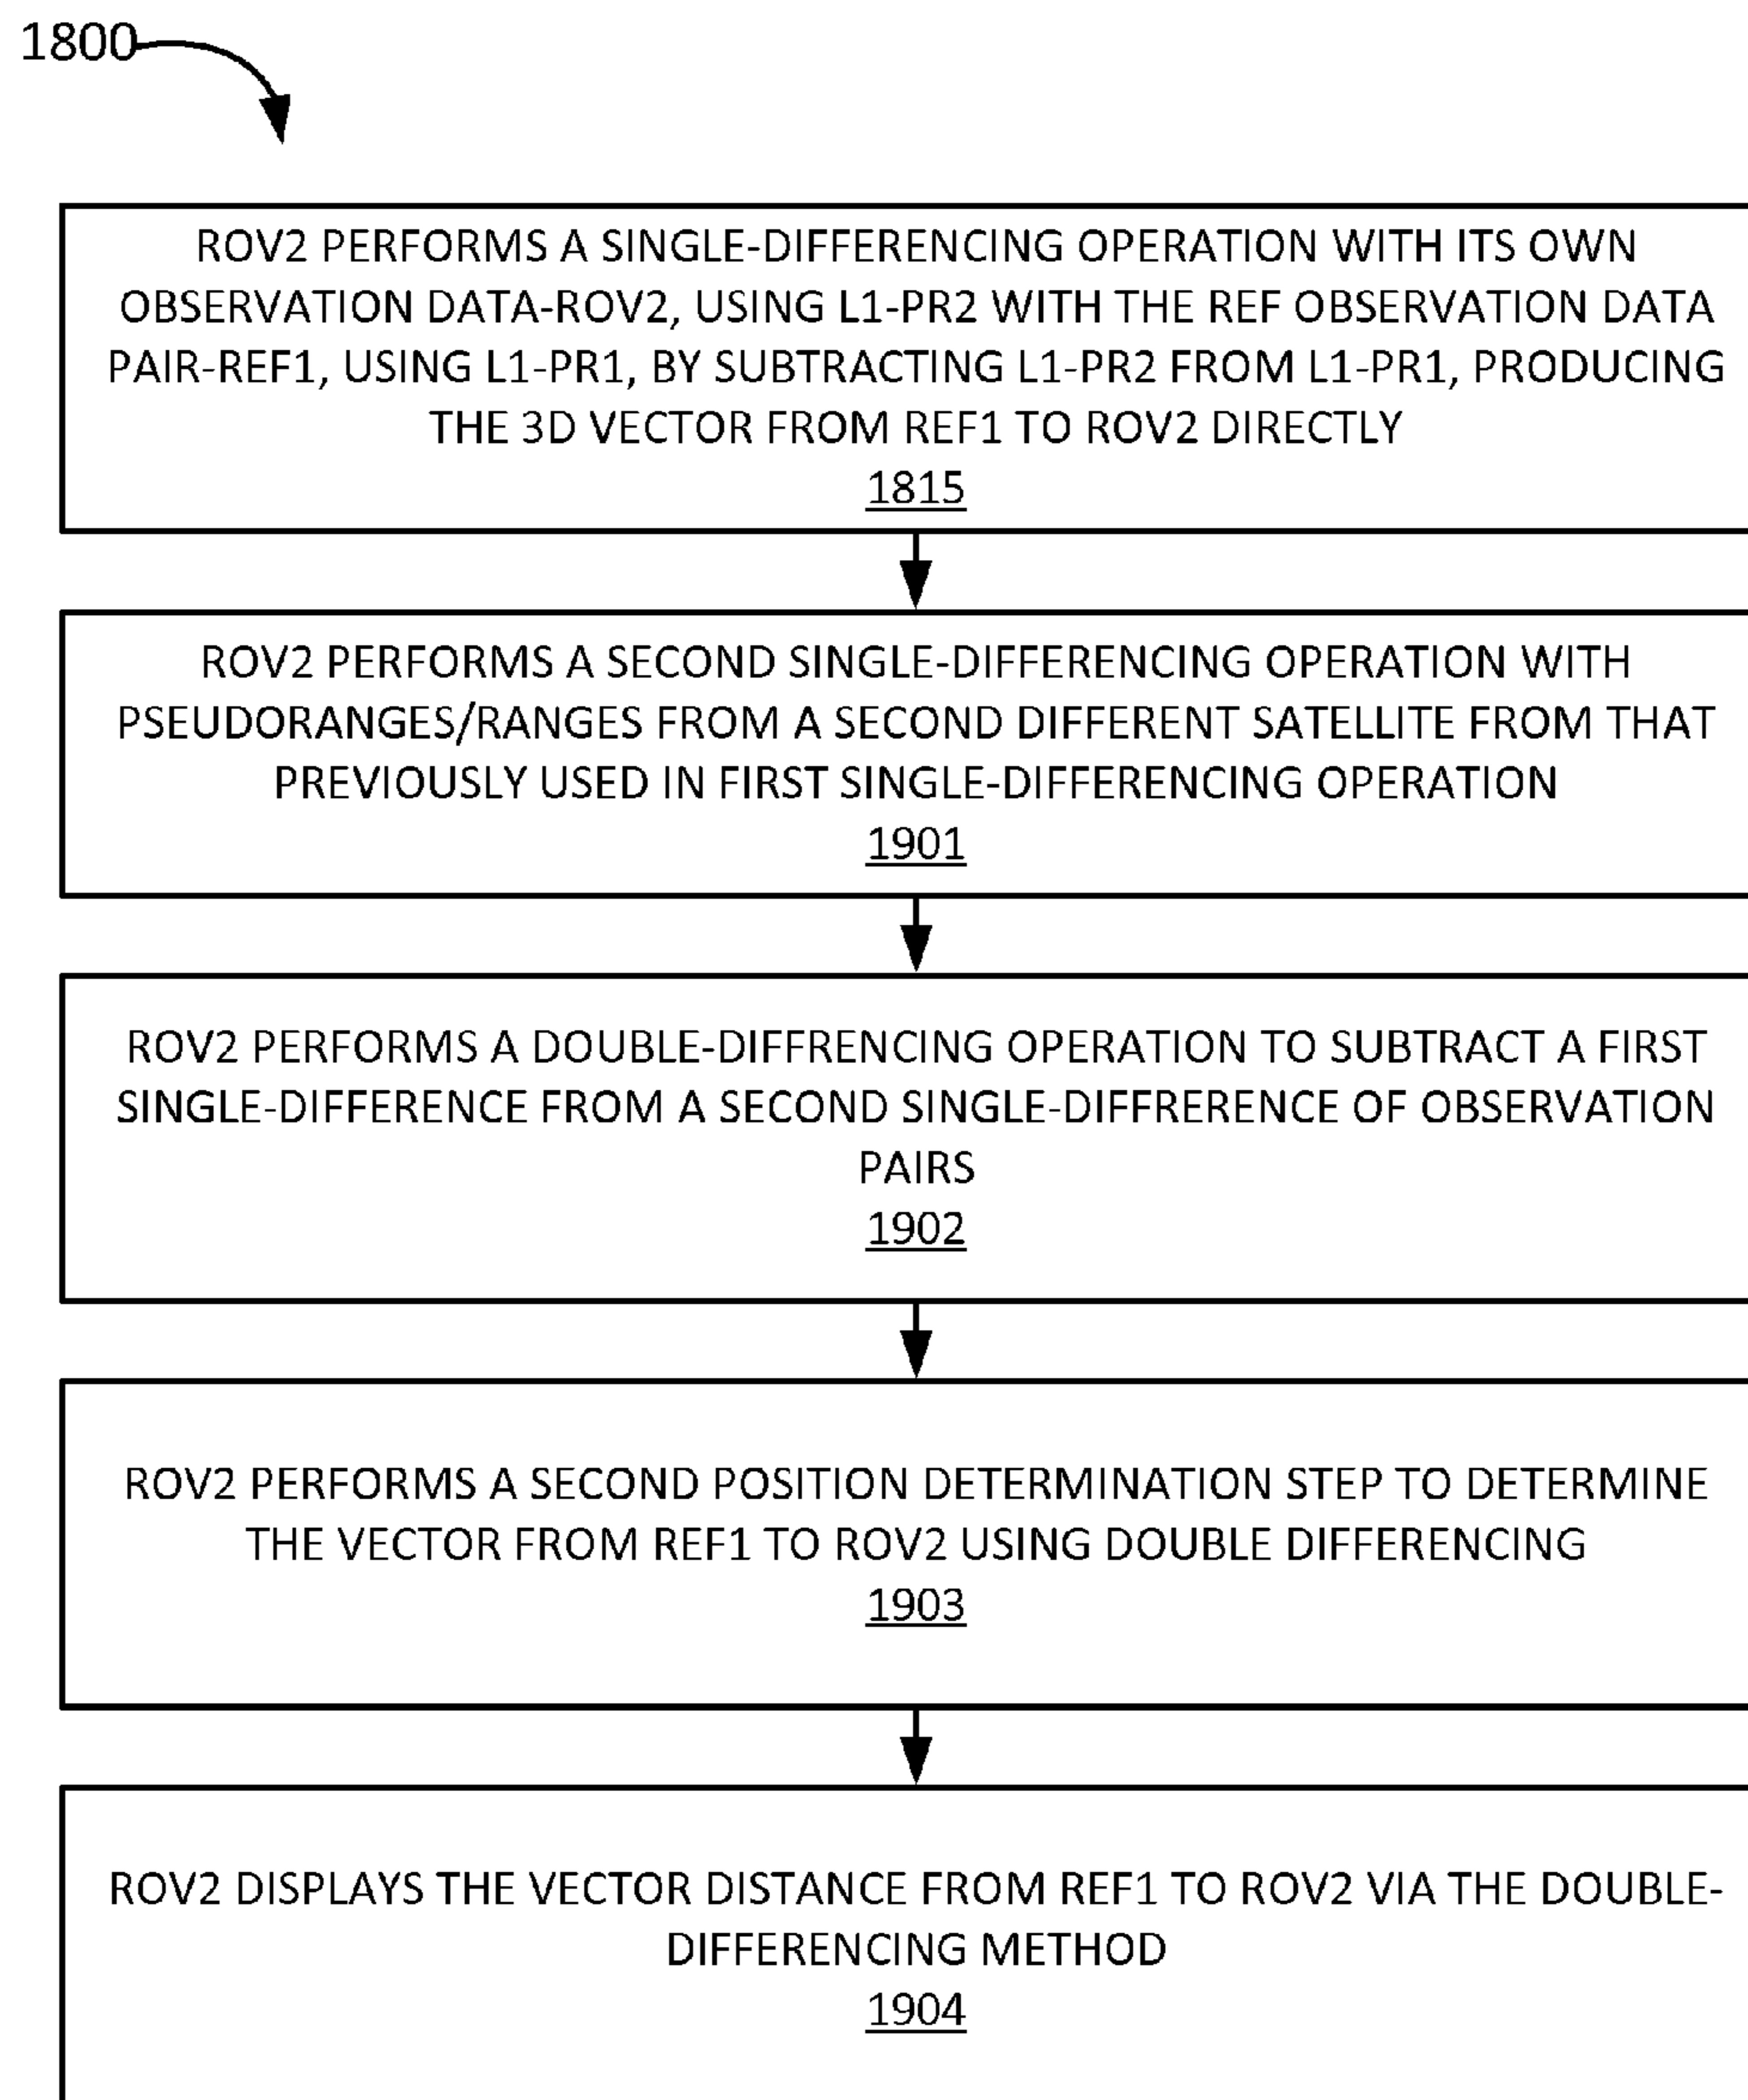 1800
ROV2 PERFORMS A SINGLE-DIFFERENCING OPERATION WITH ITS OWN
OBSERVATION DATA-ROV2, USING L1-PR2 WITH THE REF OBSERVATION DATA
PAIR-REF1, USING L1-PR1, BY SUBTRACTING L1-PR2 FROM L1-PR1, PRODUCING
THE 3D VECTOR FROM REF1 TO ROV2 DIRECTLY
1815
ROV2 PERFORMS A SECOND SINGLE-DIFFERENCING OPERATION WITH
PSEUDORANGES/RANGES FROM A SECOND DIFFERENT SATELLITE FROM THAT
PREVIOUSLY USED IN FIRST SINGLE-DIFFERENCING OPERATION
1901
ROV2 PERFORMS A DOUBLE-DIFFRENCING OPERATION TO SUBTRACT A FIRST
SINGLE-DIFFERENCE FROM A SECOND SINGLE-DIFFRERENCE OF OBSERVATION
PAIRS
1902
ROV2 PERFORMS A SECOND POSITION DETERMINATION STEP TO DETERMINE
THE VECTOR FROM REF1 TO ROV2 USING DOUBLE DIFFERENCING
1903
ROV2 DISPLAYS THE VECTOR DISTANCE FROM REF1 TO ROV2 VIA THE DOUBLE-
DIFFERENCING METHOD
1904